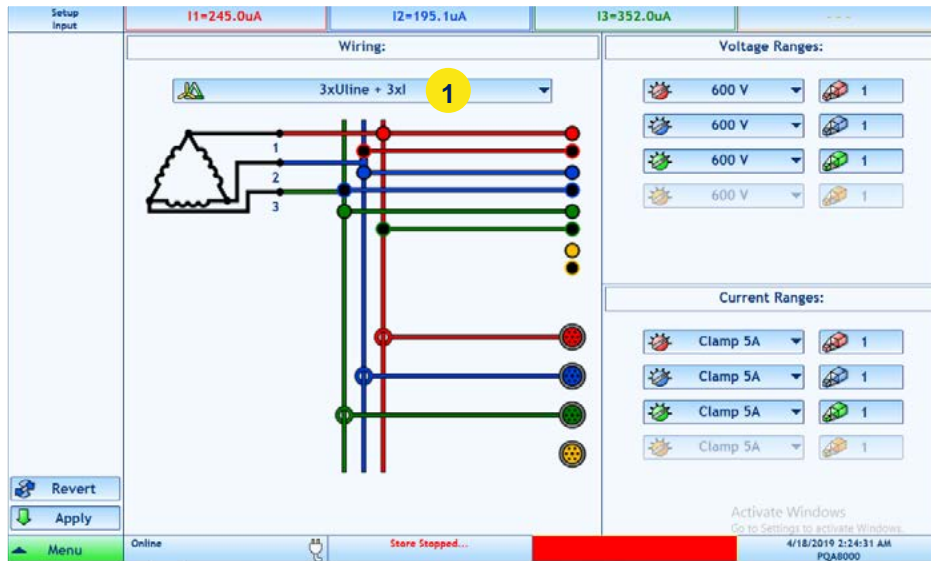 Setup
Input
I1=245.0uA
I2=195.1uA
I3=352.0uA
---
Wiring:
3xUline + 3xI
1
1
2
3
Voltage Ranges:
600 V
1
600 V
1
600 V
1
600 V
1
Current Ranges:
Clamp 5A
1
Clamp 5A
1
Clamp 5A
1
Clamp 5A
1
Revert
Apply
Menu
Online
Store Stopped...
Activate Windows
Go to Settings to activate Windows.
4/18/2019 2:24:31 AM
PQA8000